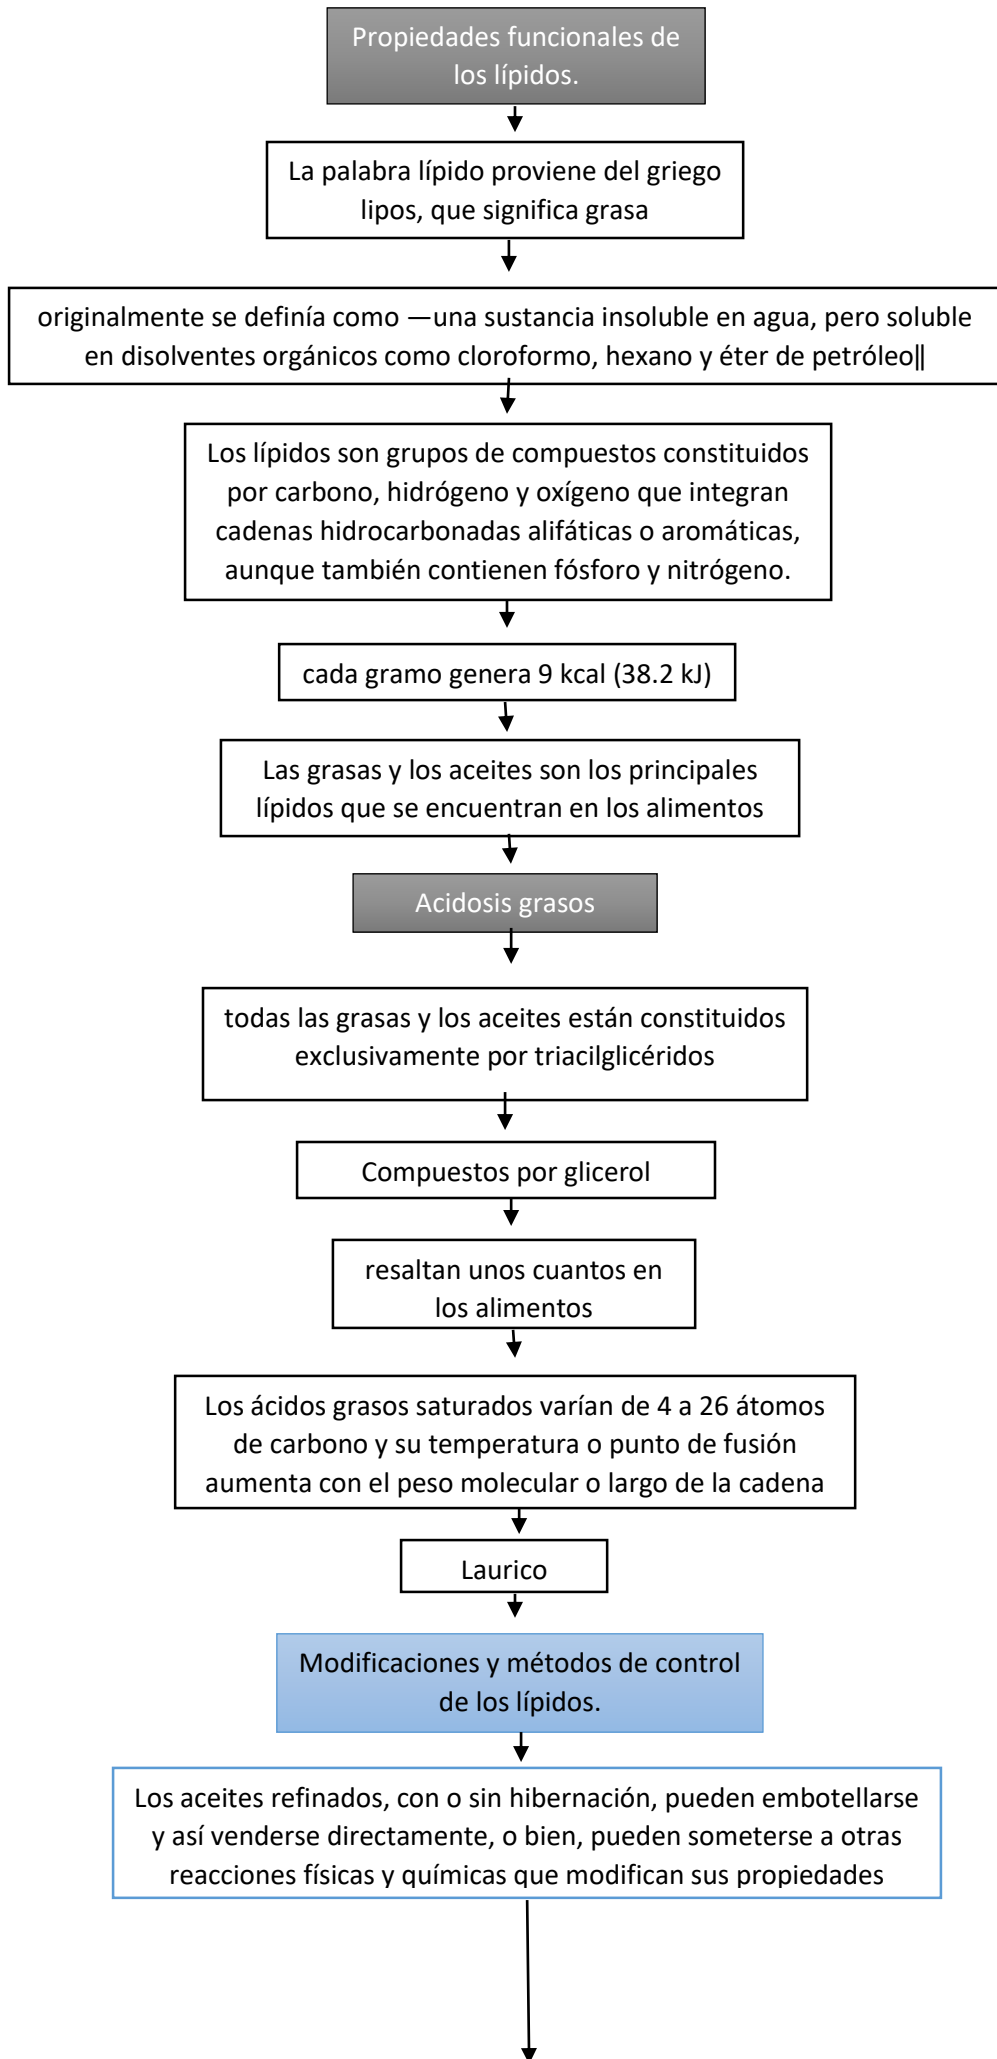 Propiedades funcionales de
los lípidos.
La palabra lípido proviene del griego
lipos, que significa grasa
originalmente se definía como ―una sustancia insoluble en agua, pero soluble
en disolventes orgánicos como cloroformo, hexano y éter de petróleo‖
Los lípidos son grupos de compuestos constituidos
por carbono, hidrógeno y oxígeno que integran
cadenas hidrocarbonadas alifáticas o aromáticas,
aunque también contienen fósforo y nitrógeno.
cada gramo genera 9 kcal (38.2 kJ)
Las grasas y los aceites son los principales
lípidos que se encuentran en los alimentos
Acidosis grasos
todas las grasas y los aceites están constituidos
exclusivamente por triacilglicéridos
Compuestos por glicerol
resaltan unos cuantos en
los alimentos
Los ácidos grasos saturados varían de 4 a 26 átomos
de carbono y su temperatura o punto de fusión
aumenta con el peso molecular o largo de la cadena
Laurico
Modificaciones y métodos de control
de los lípidos.
Los aceites refinados, con o sin hibernación, pueden embotellarse
y así venderse directamente, o bien, pueden someterse a otras
reacciones físicas y químicas que modifican sus propiedades